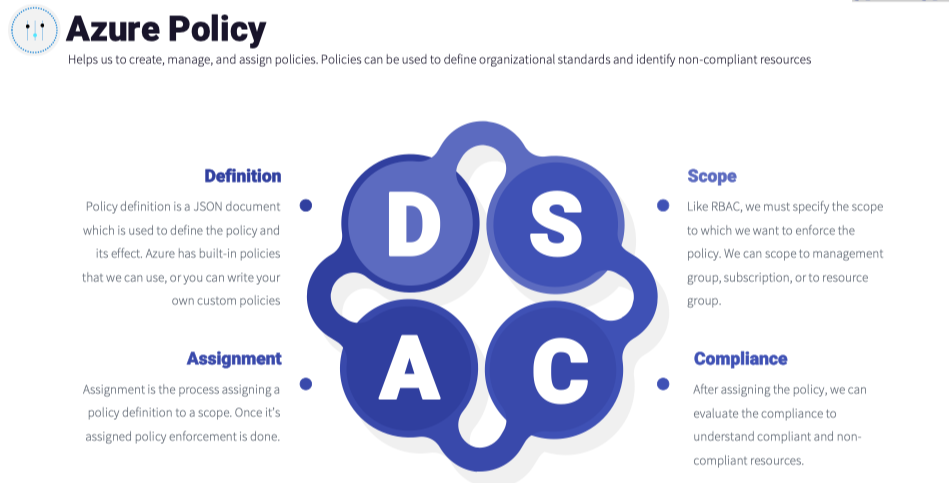 Azure Policy
Helps us to create, manage, and assign policies. Policies can be used to define organizational standards and identify non-compliant resources
Definition
Policy definition is a JSON document
which is used to define the policy and
its effect. Azure has built-in policies
that we can use, or you can write your
own custom policies
D
S
Scope
Like RBAC, we must specify the scope
to which we want to enforce the
policy. We can scope to management
group, subscription, or to resource
group.
Assignment
Assignment is the process assigning a
policy definition to a scope. Once it's
assigned policy enforcement is done.
A
C
Compliance
After assigning the policy, we can
evaluate the compliance to
understand compliant and non-
compliant resources.